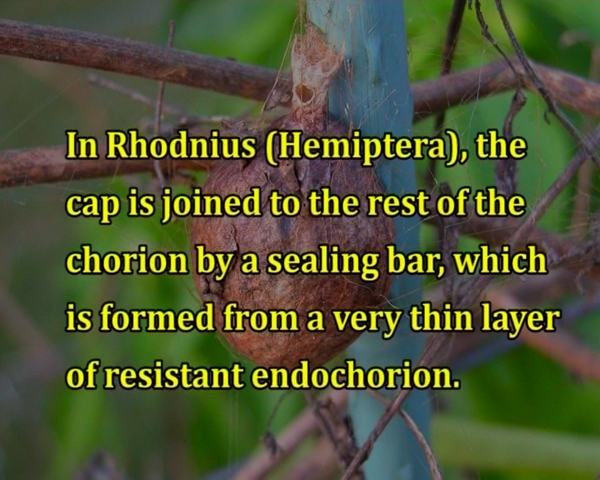 In Rhodnius (Hemiptera), the
cap is joined to the rest of the
chorion by a sealing bar, which
is formed from a very thin layer
of resistant endochorion.